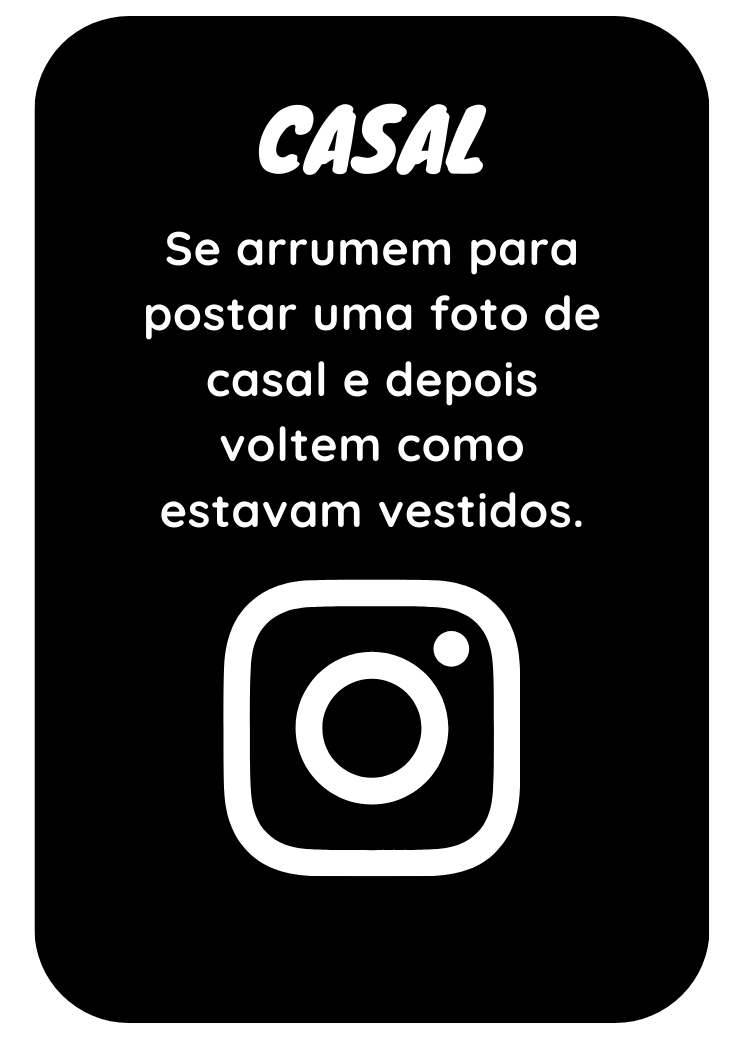 CASAL
Se arrumem para
postar uma foto de
casal e depois
voltem como
estavam vestidos.